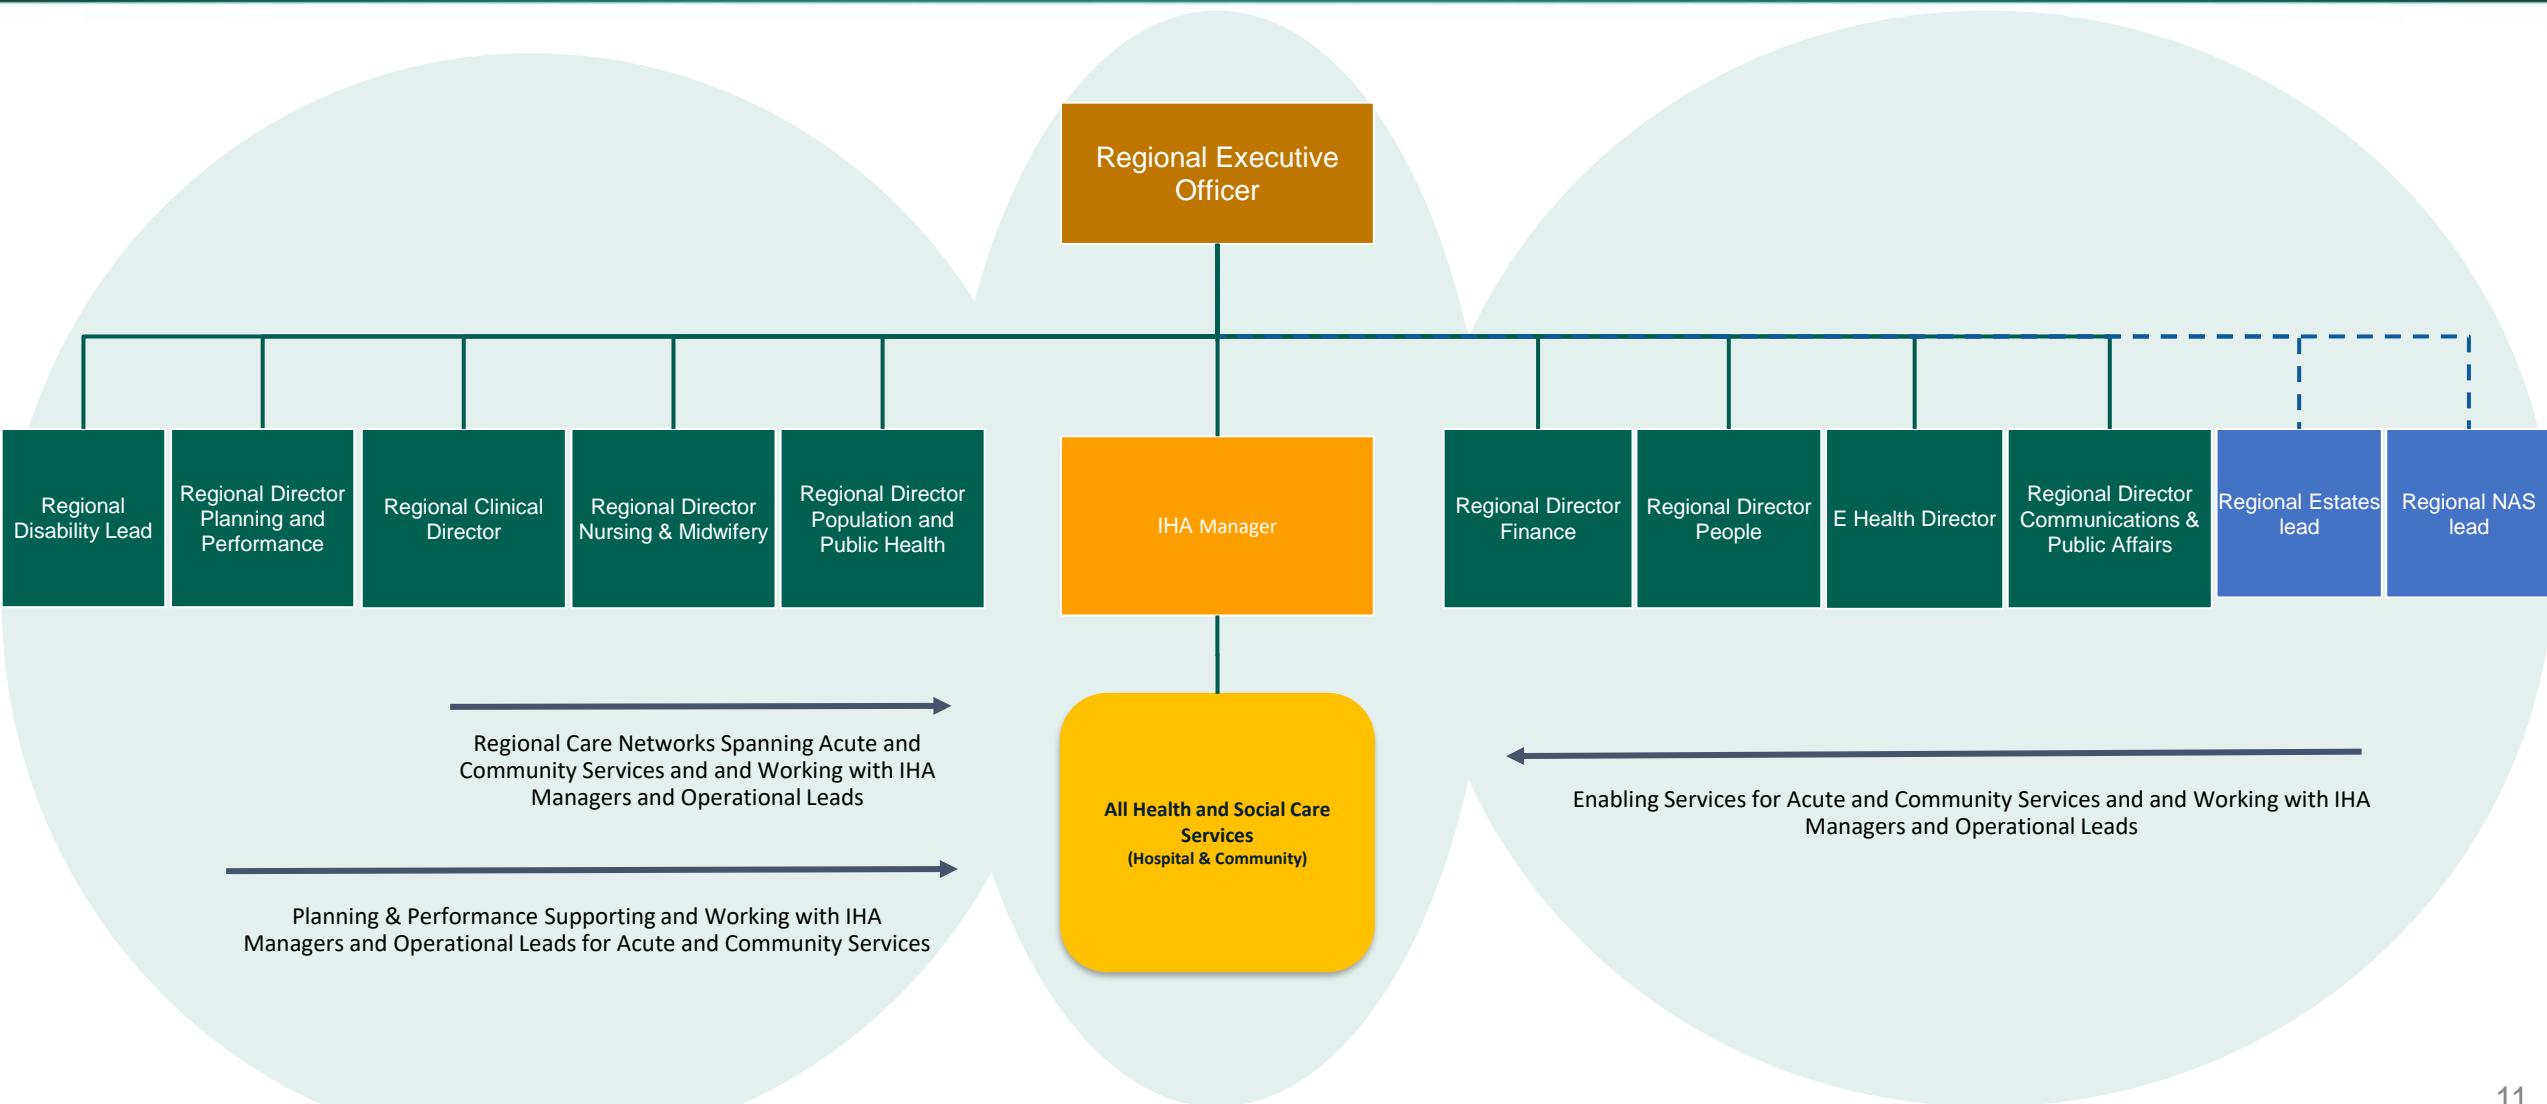 Regional Executive
Officer
Regional
Disability Lead
Regional Director
Planning and
Performance
Regional Clinical
Director
Regional Director
Nursing & Midwifery
Regional Director
Population and
Public Health
IHA Manager
Regional Director
Finance
Regional Director
People
E Health Director
Regional Director
Communications &
Public Affairs
Regional Estates
lead
Regional NAS
lead
Regional Care Networks Spanning Acute and
Community Services and and Working with IHA
Managers and Operational Leads
Planning & Performance Supporting and Working with IHA
Managers and Operational Leads for Acute and Community Services
All Health and Social Care
Services
(Hospital & Community)
Enabling Services for Acute and Community Services and and Working with IHA
Managers and Operational Leads
11